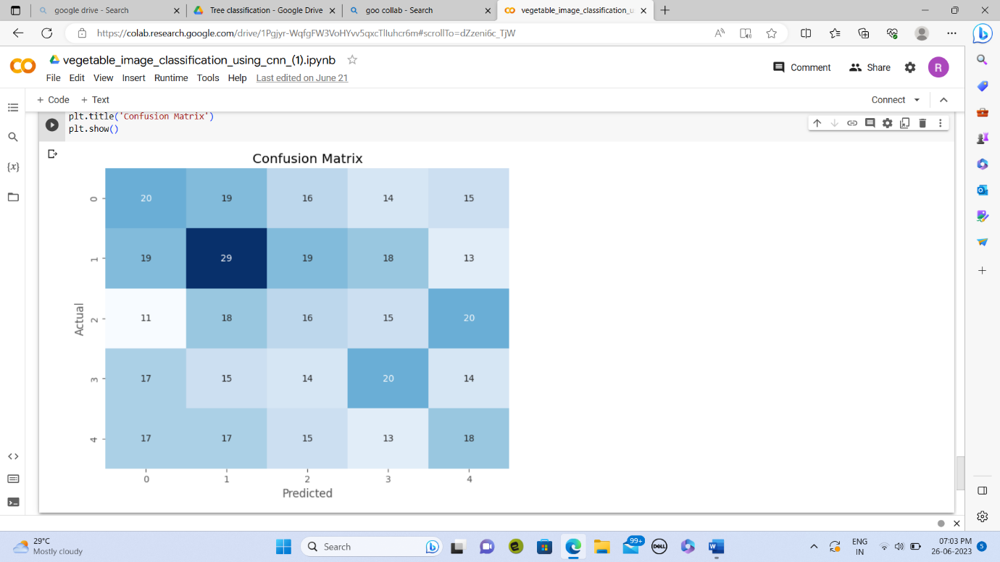 google drive - Search
Tree classification - Google Drive
goo collab - Search
vegetable_image_classification_u
https://colab.research.google.com/drive/1Pgjyr-WqfgFW3VoHYvv5qxcTlIuhcr6m#scrollTo=dZzeni6c_TjW
vegetable_image_classification_using_cnn_(1).ipynb
File Edit View Insert Runtime Tools Help Last edited on June 21
Comment Share R
+ Code + Text
Connect
plt.title('Confusion Matrix')
plt.show()
{x}
Confusion Matrix
0 20 19 16 14 15
1 19 29 19 18 13
2 11 18 16 15 20
3 17 15 14 20 14
4 17 17 15 13 18
Actual
0 1 2 3 4
Predicted
29°C
Mostly cloudy
Search
99+
DELL
W
ENG
IN
07:03 PM
26-06-2023
5